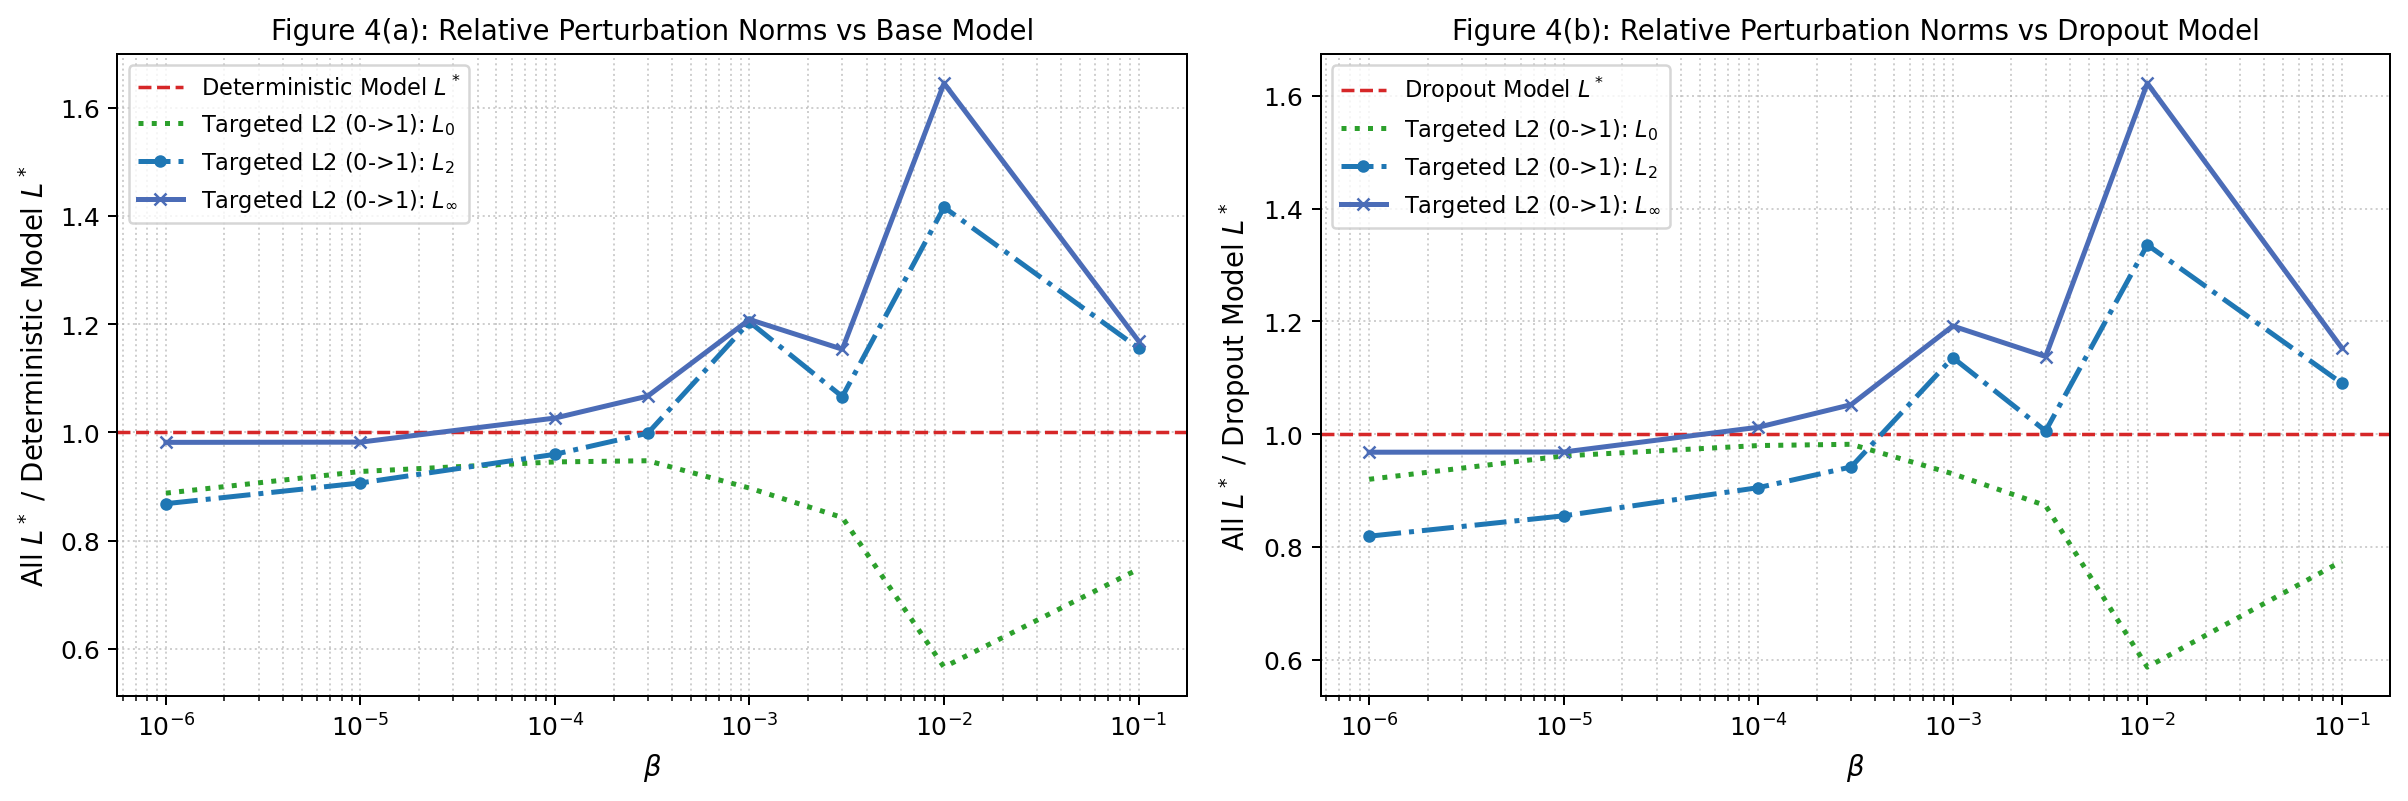 Figure 4(a): Relative Perturbation Norms vs Base Model
All L* / Deterministic Model L*
1.6
1.4
1.2
1.0
0.8
0.6
Deterministic Model L*
Targeted L2 (0->1): L₀
Targeted L2 (0->1): L₂
Targeted L2 (0->1): L∞
10⁻⁶ 10⁻⁵ 10⁻⁴ 10⁻³ 10⁻² 10⁻¹
β
Figure 4(b): Relative Perturbation Norms vs Dropout Model
All L* / Dropout Model L*
1.6
1.4
1.2
1.0
0.8
0.6
Dropout Model L*
Targeted L2 (0->1): L₀
Targeted L2 (0->1): L₂
Targeted L2 (0->1): L∞
10⁻⁶ 10⁻⁵ 10⁻⁴ 10⁻³ 10⁻² 10⁻¹
β